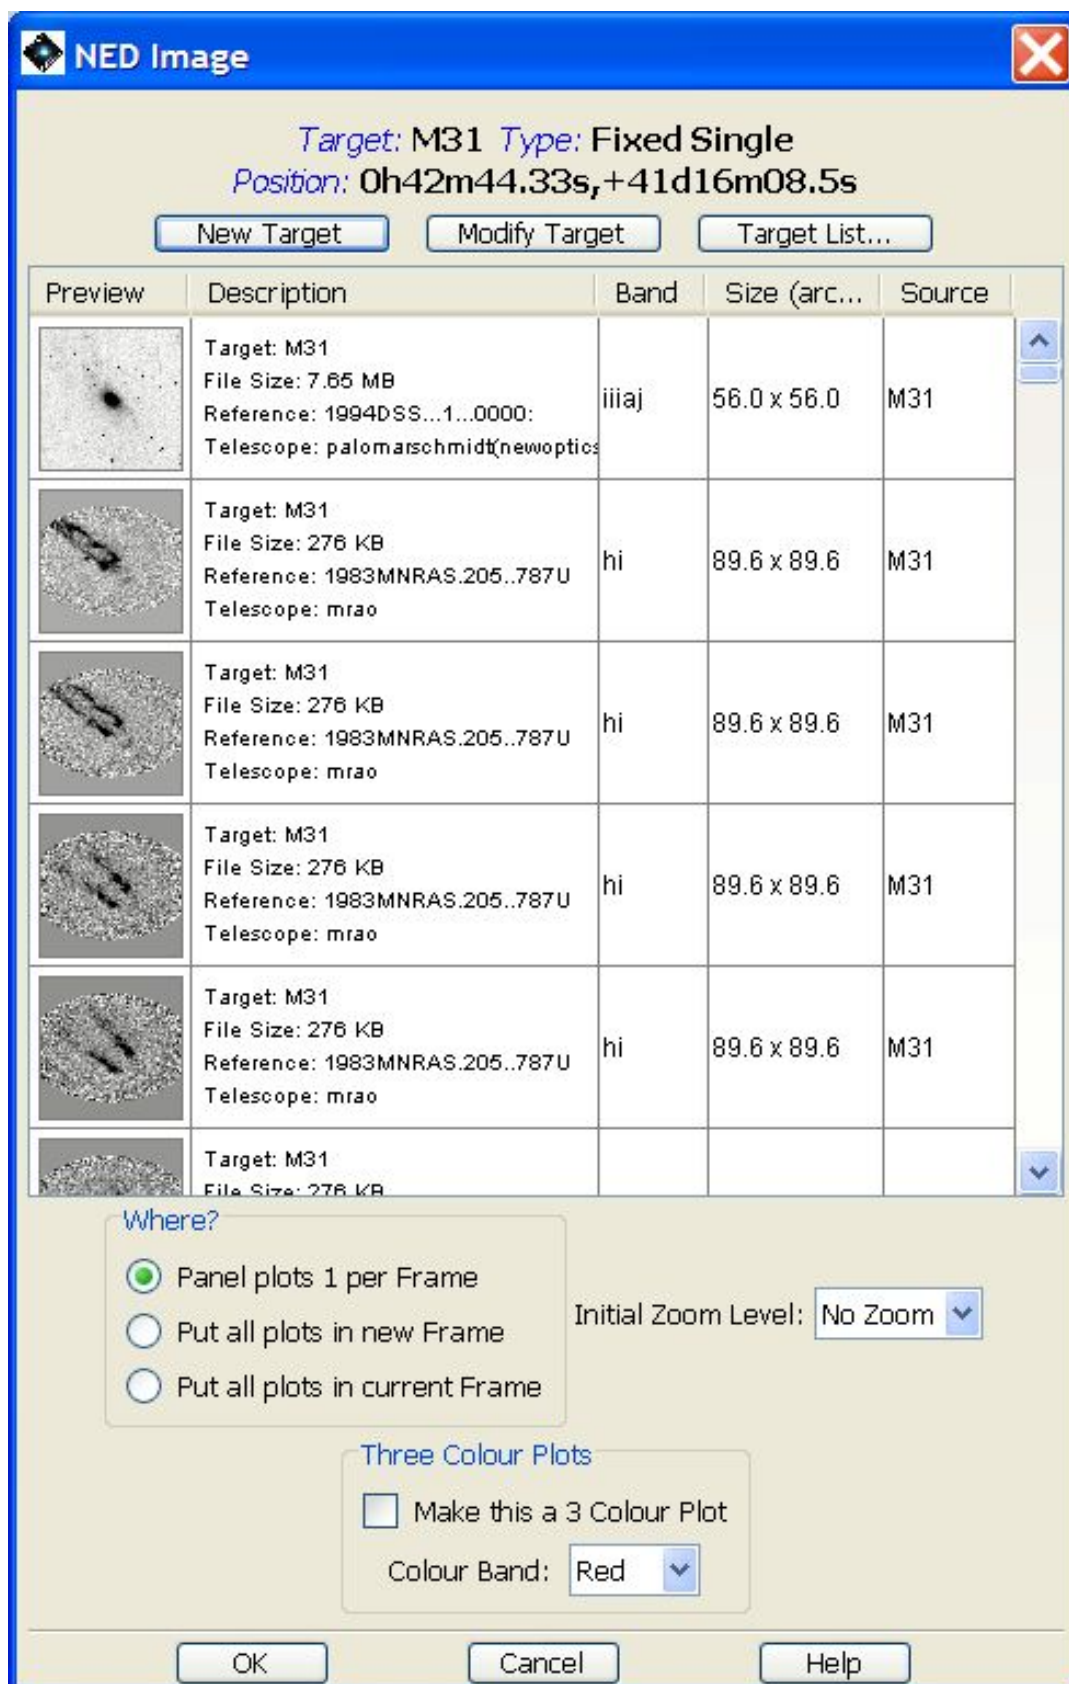 NED Image
Target: M31 Type: Fixed Single
Position: 0h42m44.33s,+41d16m08.5s
New Target Modify Target Target List...
Preview Description Band Size (arc... Source
Target: M31
File Size: 7.65 MB
Reference: 1994DSS...1...0000:
Telescope: palomarschmidt(newoptics
iiiaj 56.0 x 56.0 M31
Target: M31
File Size: 276 KB
Reference: 1983MNRAS.205..787U
Telescope: mrao
hi 89.6 x 89.6 M31
Target: M31
File Size: 276 KB
Reference: 1983MNRAS.205..787U
Telescope: mrao
hi 89.6 x 89.6 M31
Target: M31
File Size: 276 KB
Reference: 1983MNRAS.205..787U
Telescope: mrao
hi 89.6 x 89.6 M31
Target: M31
File Size: 276 KB
Reference: 1983MNRAS.205..787U
Telescope: mrao
hi 89.6 x 89.6 M31
Target: M31
File Size: 276 KB
Where?
Panel plots 1 per Frame
Put all plots in new Frame
Put all plots in current Frame
Initial Zoom Level: No Zoom
Three Colour Plots
Make this a 3 Colour Plot
Colour Band: Red
OK Cancel Help